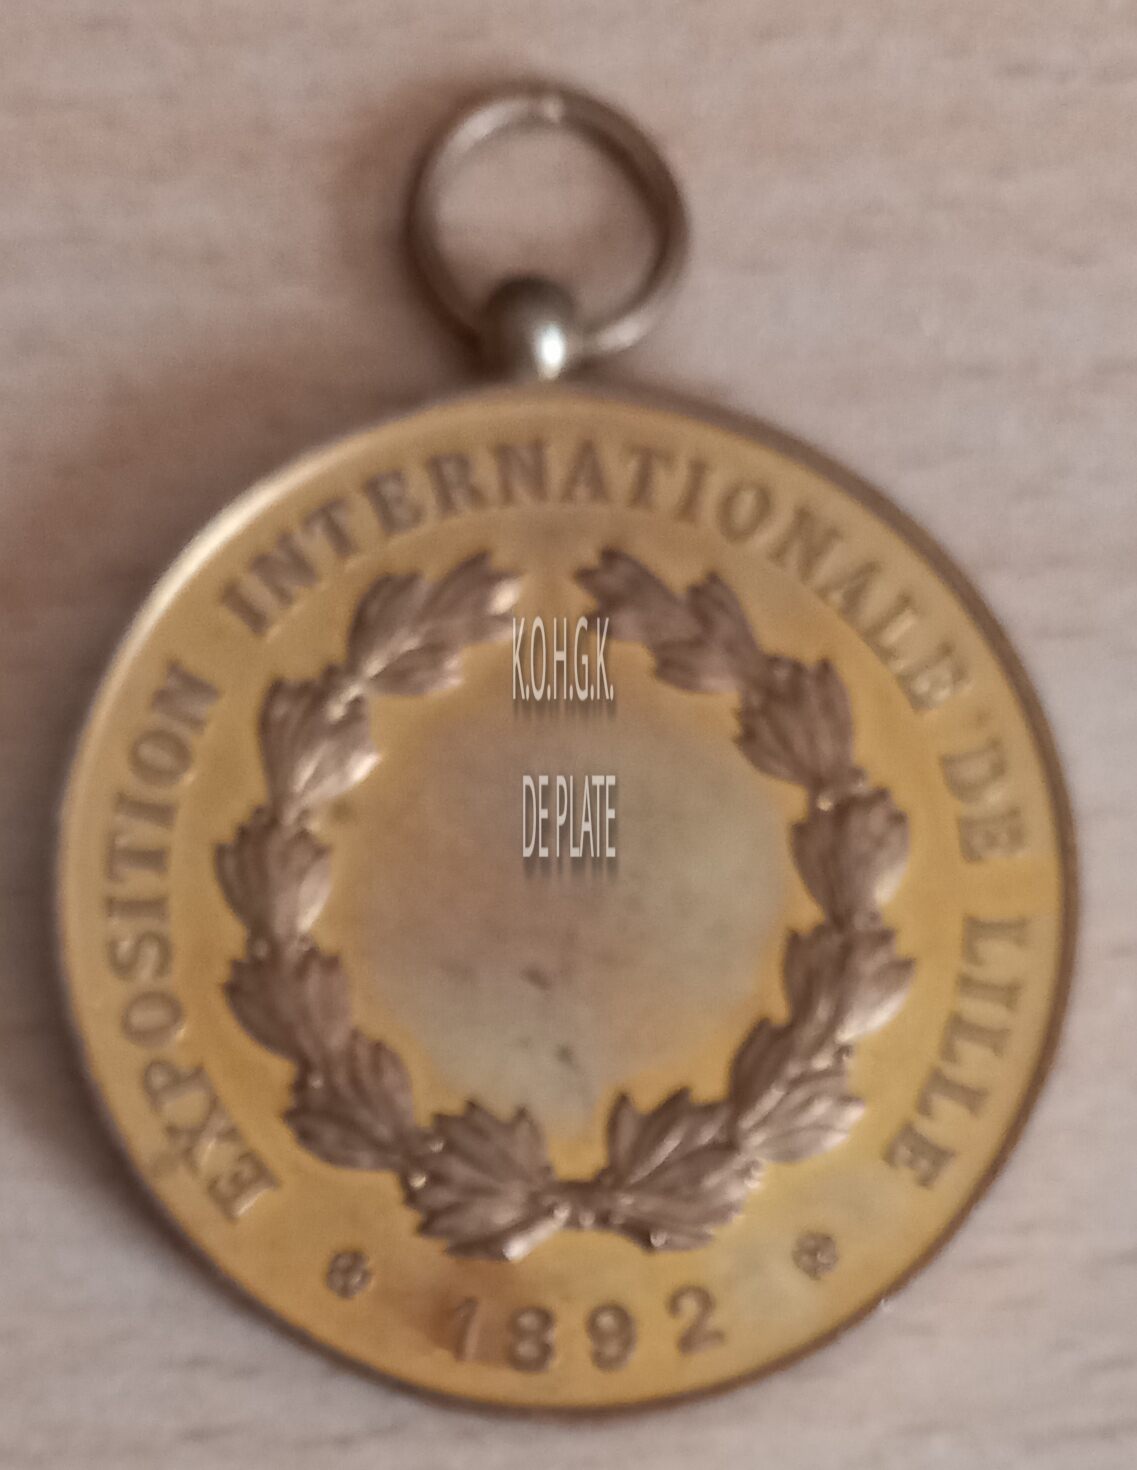 EXPOSITION INTERNATIONALE DE LILLE
K.O.H.G.K.
DE PLATE
1892